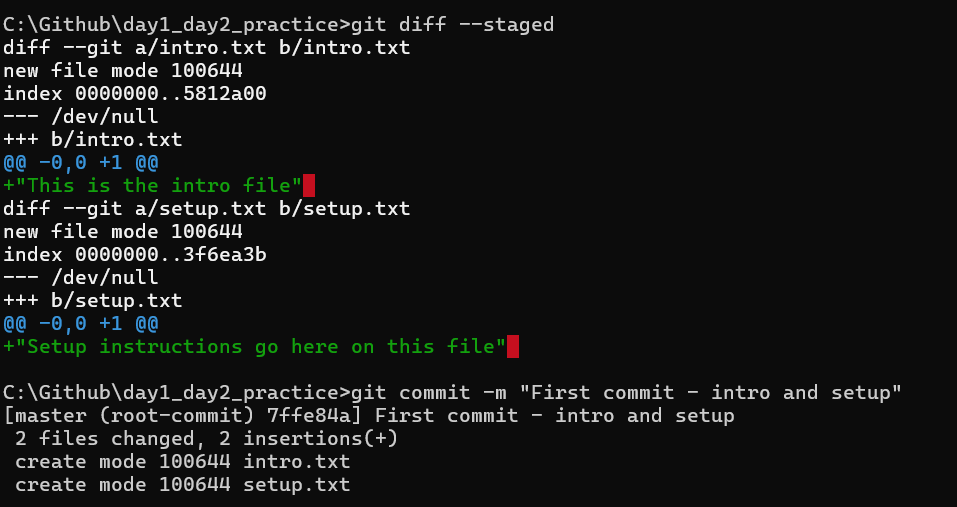 C:\Github\day1_day2_practice>git diff --staged
diff --git a/intro.txt b/intro.txt
new file mode 100644
index 0000000..5812a00
--- /dev/null
+++ b/intro.txt
@@ -0,0 +1 @@
+"This is the intro file"
diff --git a/setup.txt b/setup.txt
new file mode 100644
index 0000000..3f6ea3b
--- /dev/null
+++ b/setup.txt
@@ -0,0 +1 @@
+"Setup instructions go here on this file"
C:\Github\day1_day2_practice>git commit -m "First commit - intro and setup"
[master (root-commit) 7ffe84a] First commit - intro and setup
 2 files changed, 2 insertions(+)
 create mode 100644 intro.txt
 create mode 100644 setup.txt